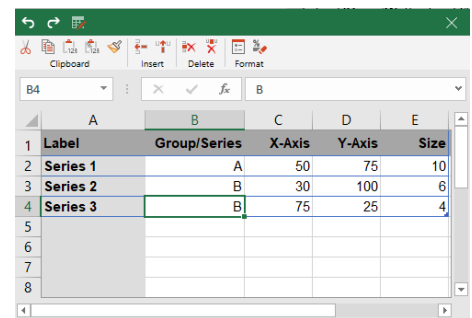 Clipboard Insert Delete Format
B4 fx B
A B C D E
1 Label Group/Series X-Axis Y-Axis Size
2 Series 1 A 50 75 10
3 Series 2 B 30 100 6
4 Series 3 B 75 25 4
5
6
7
8